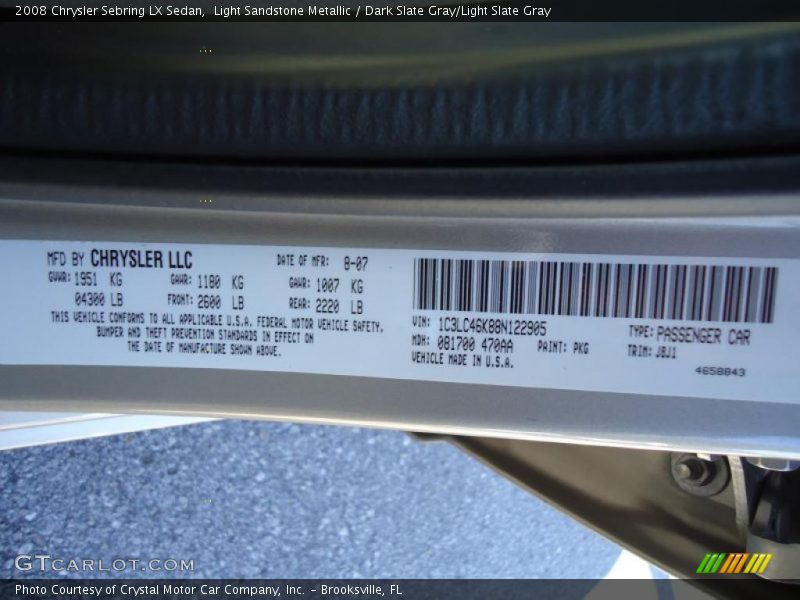 2008 Chrysler Sebring LX Sedan,  Light Sandstone Metallic / Dark Slate Gray/Light Slate Gray
MFD BY CHRYSLER LLC
DATE OF MFR: 8-07
GVWR: 1951 KG
GAWR: 1180 KG
GAWR: 1007 KG
04300 LB
FRONT: 2600 LB
REAR: 2220 LB
THIS VEHICLE CONFORMS TO ALL APPLICABLE U.S.A. FEDERAL MOTOR VEHICLE SAFETY,
BUMPER AND THEFT PREVENTION STANDARDS IN EFFECT ON
THE DATE OF MANUFACTURE SHOWN ABOVE.
VIN: 1C3LC46K88N122905
TYPE: PASSENGER CAR
MDH: 081700 470AA
PAINT: PKG
TRIM: JBJ1
VEHICLE MADE IN U.S.A.
4658843
GTCARLOT.COM
Photo Courtesy of Crystal Motor Car Company, Inc. – Brooksville, FL